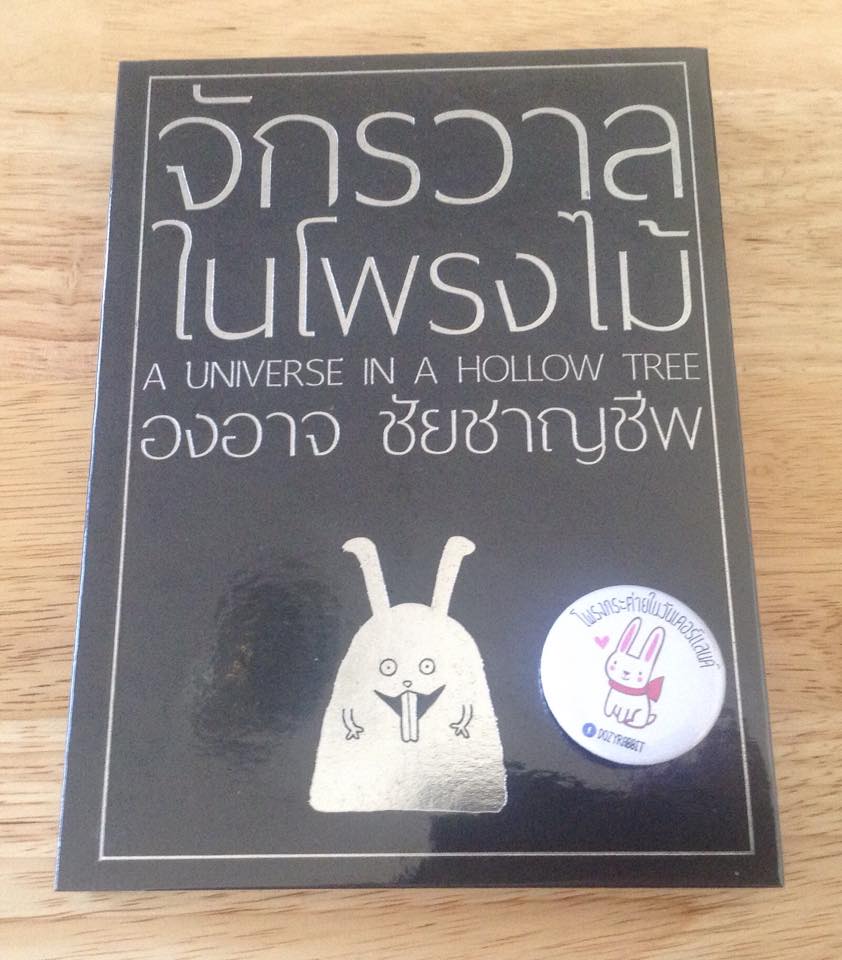 จักรวาล
ในโพรงไม้
A UNIVERSE IN A HOLLOW TREE
องอาจ ชัยชาญชีพ
โพรงกระต่ายในวันเดอร์แลนด์
f DOZYRABBIT